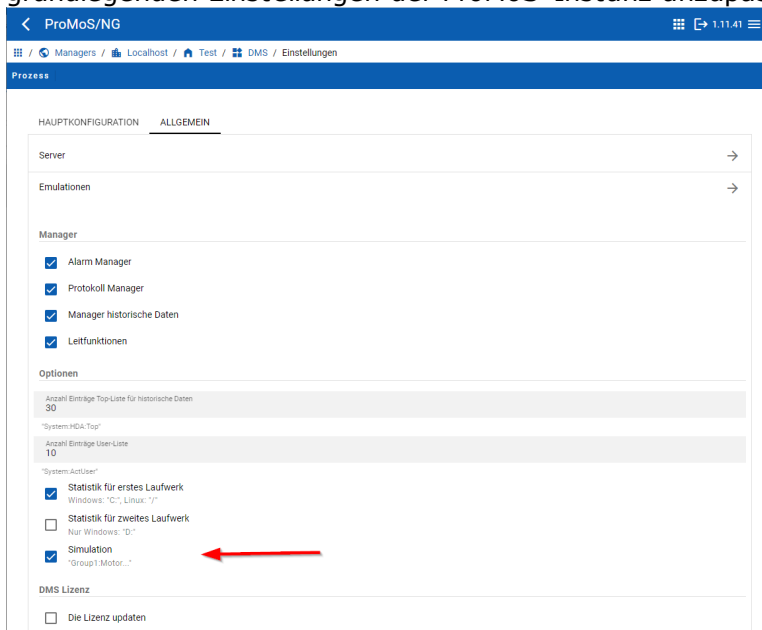 grundlegenden Einstellungen der ProMoS-Instanz anzupas
ProMoS/NG 1.11.41
/ Managers / Localhost / Test / DMS / Einstellungen
Prozess
HAUPTKONFIGURATION ALLGEMEIN
Server
Emulationen
Manager
Alarm Manager
Protokoll Manager
Manager historische Daten
Leitfunktionen
Optionen
Anzahl Einträge Top-Liste für historische Daten
30
"System:HDA:Top"
Anzahl Einträge User-Liste
10
"System:ActUser"
Statistik für erstes Laufwerk
Windows: "C:", Linux: "/"
Statistik für zweites Laufwerk
Nur Windows: "D:"
Simulation
"Group1:Motor..."
DMS Lizenz
Die Lizenz updaten